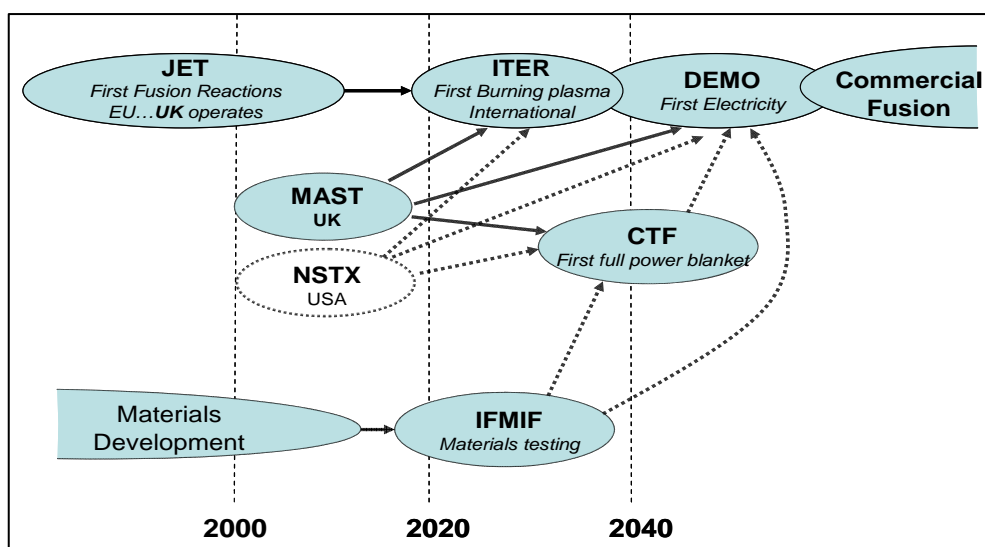 JET
First Fusion Reactions
EU...UK operates
ITER
First Burning plasma
International
DEMO
First Electricity
Commercial
Fusion
MAST
UK
NSTX
USA
CTF
First full power blanket
Materials
Development
IFMIF
Materials testing
2000
2020
2040